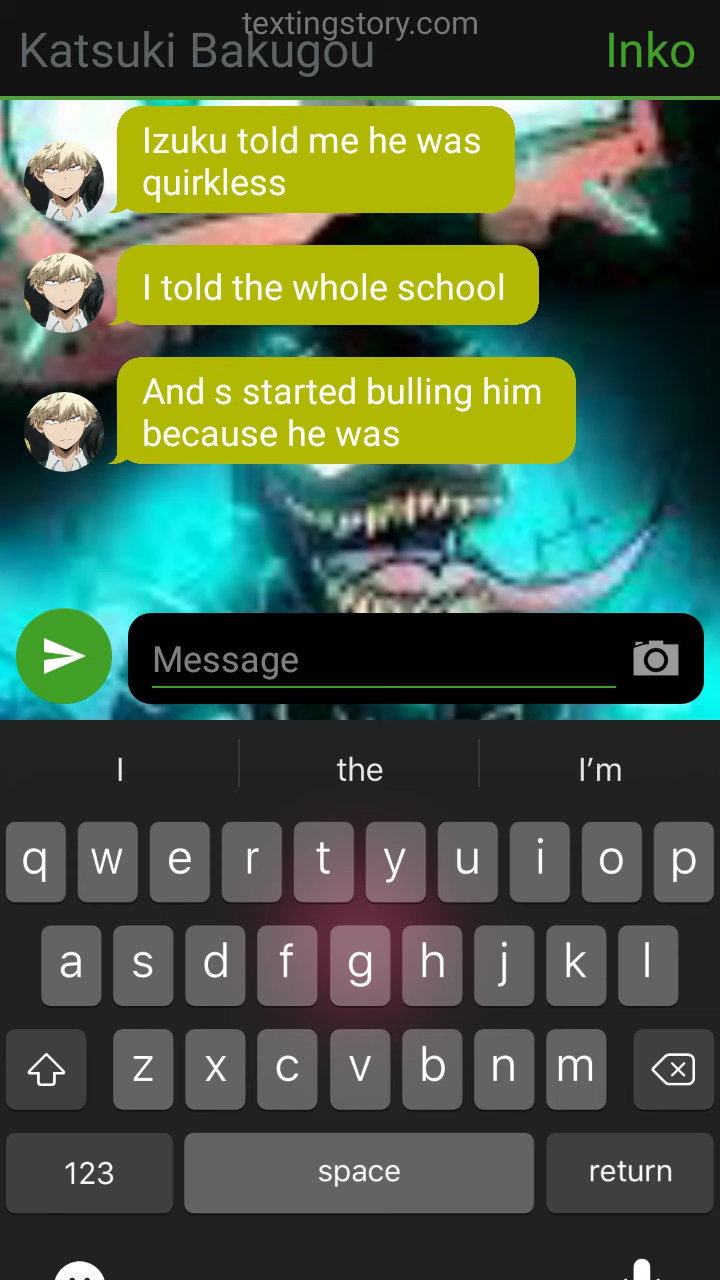 textingstory.com
Katsuki Bakugou
Inko
Izuku told me he was
quirkless
I told the whole school
And s started bulling him
because he was
Message
I
the
I'm
q w e r t y u i o p
a s d f g h j k l
z x c v b n m
123
space
return